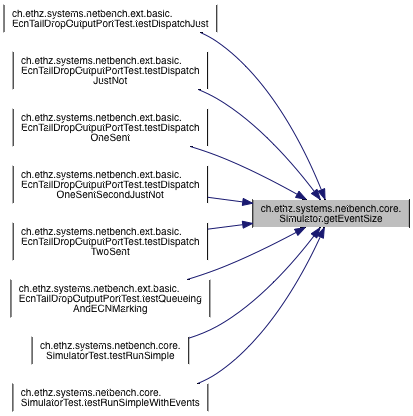 ch.ethz.systems.netbench.ext.basic.
EcnTailDropOutputPortTest.testDispatchJust
ch.ethz.systems.netbench.ext.basic.
EcnTailDropOutputPortTest.testDispatch
JustNot
ch.ethz.systems.netbench.ext.basic.
EcnTailDropOutputPortTest.testDispatch
OneSent
ch.ethz.systems.netbench.ext.basic.
EcnTailDropOutputPortTest.testDispatch
OneSentSecondJustNot
ch.ethz.systems.netbench.core.
Simulator.getEventSize
ch.ethz.systems.netbench.ext.basic.
EcnTailDropOutputPortTest.testDispatch
TwoSent
ch.ethz.systems.netbench.ext.basic.
EcnTailDropOutputPortTest.testQueueing
AndECNMarking
ch.ethz.systems.netbench.core.
SimulatorTest.testRunSimple
ch.ethz.systems.netbench.core.
SimulatorTest.testRunSimpleWithEvents